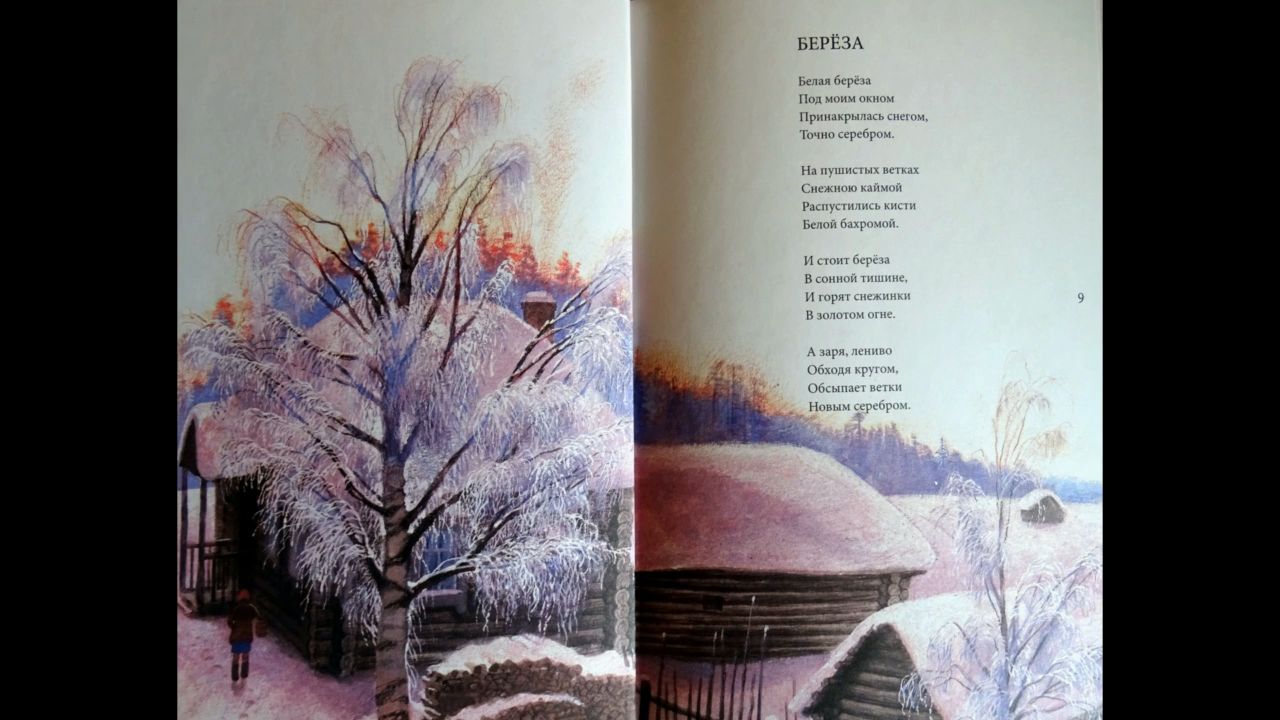 БЕРЁЗА
Белая берёза
Под моим окном
Принакрылась снегом,
Точно серебром.
На пушистых ветках
Снежною каймой
Распустились кисти
Белой бахромой.
И стоит берёза
В сонной тишине,
И горят снежинки
В золотом огне.
А заря, лениво
Обходя кругом,
Обсыпает ветки
Новым серебром.
9